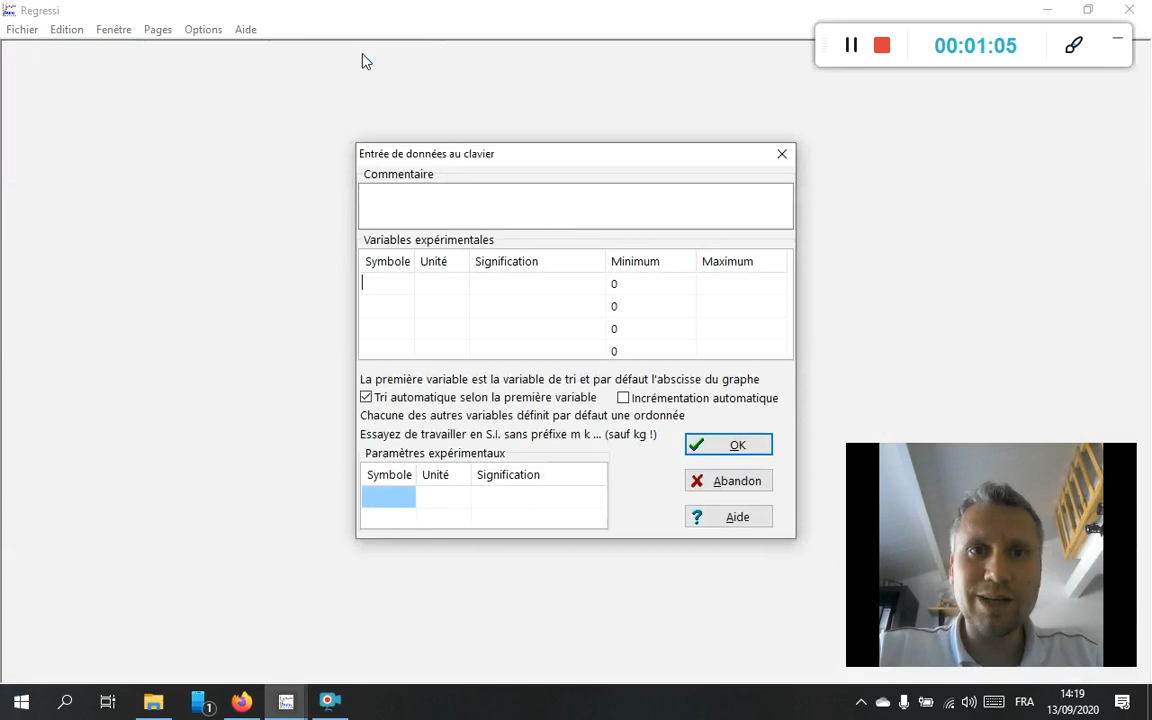 Regressi
Fichier Edition Fenêtre Pages Options Aide
00:01:05
Entrée de données au clavier
Commentaire
Variables expérimentales
Symbole Unité Signification Minimum Maximum
0
0
0
0
La première variable est la variable de tri et par défaut l'abscisse du graphe
Tri automatique selon la première variable Incrémentation automatique
Chacune des autres variables définit par défaut une ordonnée
Essayez de travailler en S.I. sans préfixe m k ... (sauf kg !)
OK
Paramètres expérimentaux
Symbole Unité Signification
Abandon
Aide
1
FRA
14:19
13/09/2020